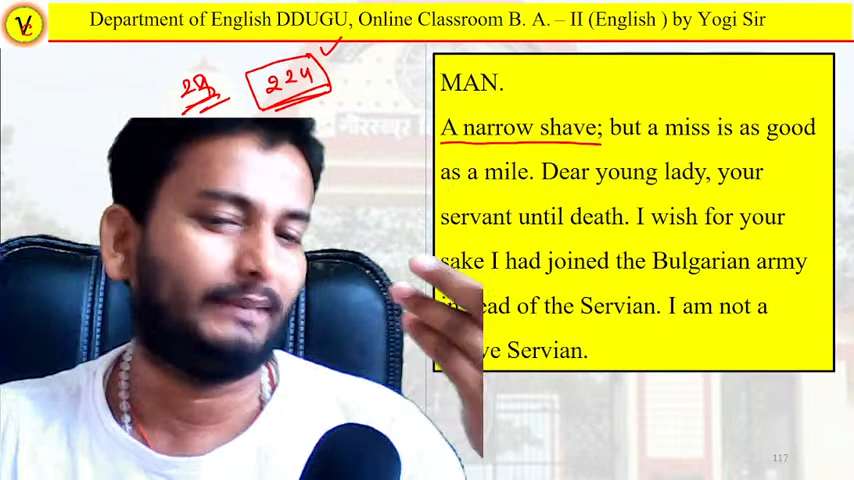 Department of English DDUGU, Online Classroom B. A. – II (English ) by Yogi Sir
224
MAN.
A narrow shave; but a miss is as good
as a mile. Dear young lady, your
servant until death. I wish for your
sake I had joined the Bulgarian army
of the Servian. I am not a
Servian.
117